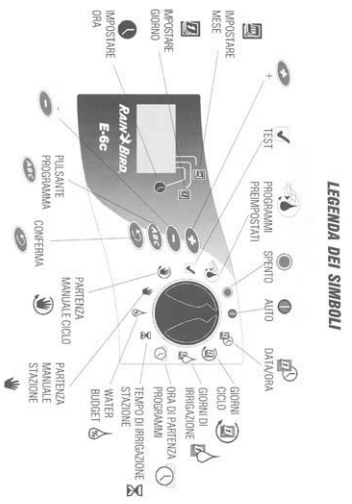 LEGENDA DEI SIMBOLI
IMPOSTARE
MESE
IMPOSTARE
GIORNO
IMPOSTARE
ORA
+
TEST
PROGRAMMI
PREIMPOSTATI
SPENTO
AUTO
DATA/ORA
GIORNI
CICLO
GIORNI DI
IRRIGAZIONE
ORA DI PARTENZA
PROGRAMMI
TEMPO DI IRRIGAZIONE
STAZIONE
WATER
BUDGET
PARTENZA
MANUALE
STAZIONE
PARTENZA
MANUALE CICLO
CONFERMA
PULSANTE
PROGRAMMA
ABC
-
RAIN BIRD
E-6c
ABC